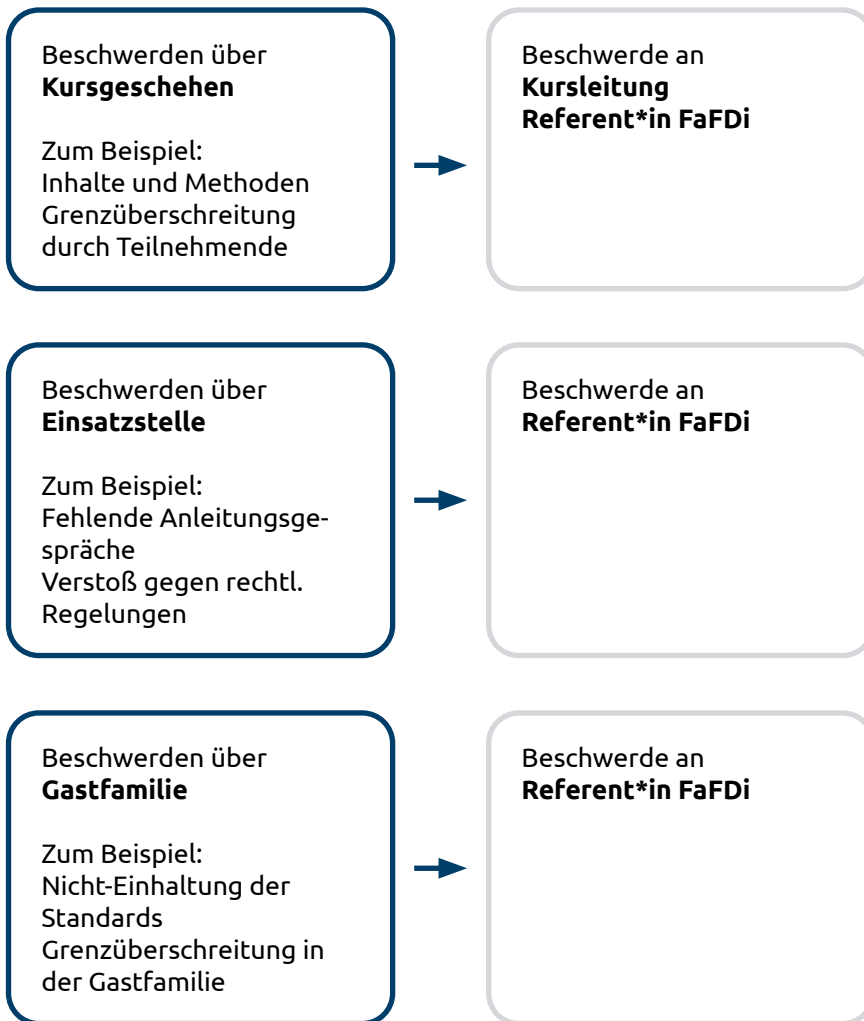 Beschwerden über
Kursgeschehen
Zum Beispiel:
Inhalte und Methoden
Grenzüberschreitung
durch Teilnehmende
Beschwerde an
Kursleitung
Referent*in FaFDi
Beschwerden über
Einsatzstelle
Zum Beispiel:
Fehlende Anleitungsge-
spräche
Verstoß gegen rechtl.
Regelungen
Beschwerde an
Referent*in FaFDi
Beschwerden über
Gastfamilie
Zum Beispiel:
Nicht-Einhaltung der
Standards
Grenzüberschreitung in
der Gastfamilie
Beschwerde an
Referent*in FaFDi